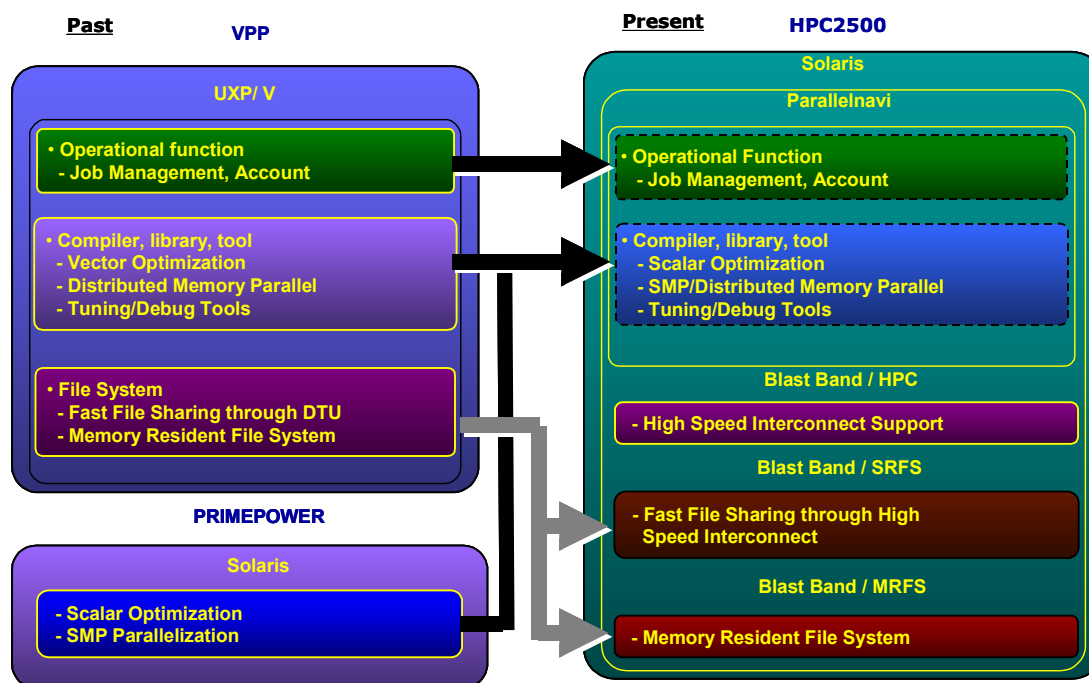 Past
VPP
UXP/ V
• Operational function
- Job Management, Account
• Compiler, library, tool
- Vector Optimization
- Distributed Memory Parallel
- Tuning/Debug Tools
• File System
- Fast File Sharing through DTU
- Memory Resident File System
PRIMEPOWER
Solaris
- Scalar Optimization
- SMP Parallelization
Present
HPC2500
Solaris
Parallelnavi
• Operational Function
- Job Management, Account
• Compiler, library, tool
- Scalar Optimization
- SMP/Distributed Memory Parallel
- Tuning/Debug Tools
Blast Band / HPC
- High Speed Interconnect Support
Blast Band / SRFS
- Fast File Sharing through High
Speed Interconnect
Blast Band / MRFS
- Memory Resident File System